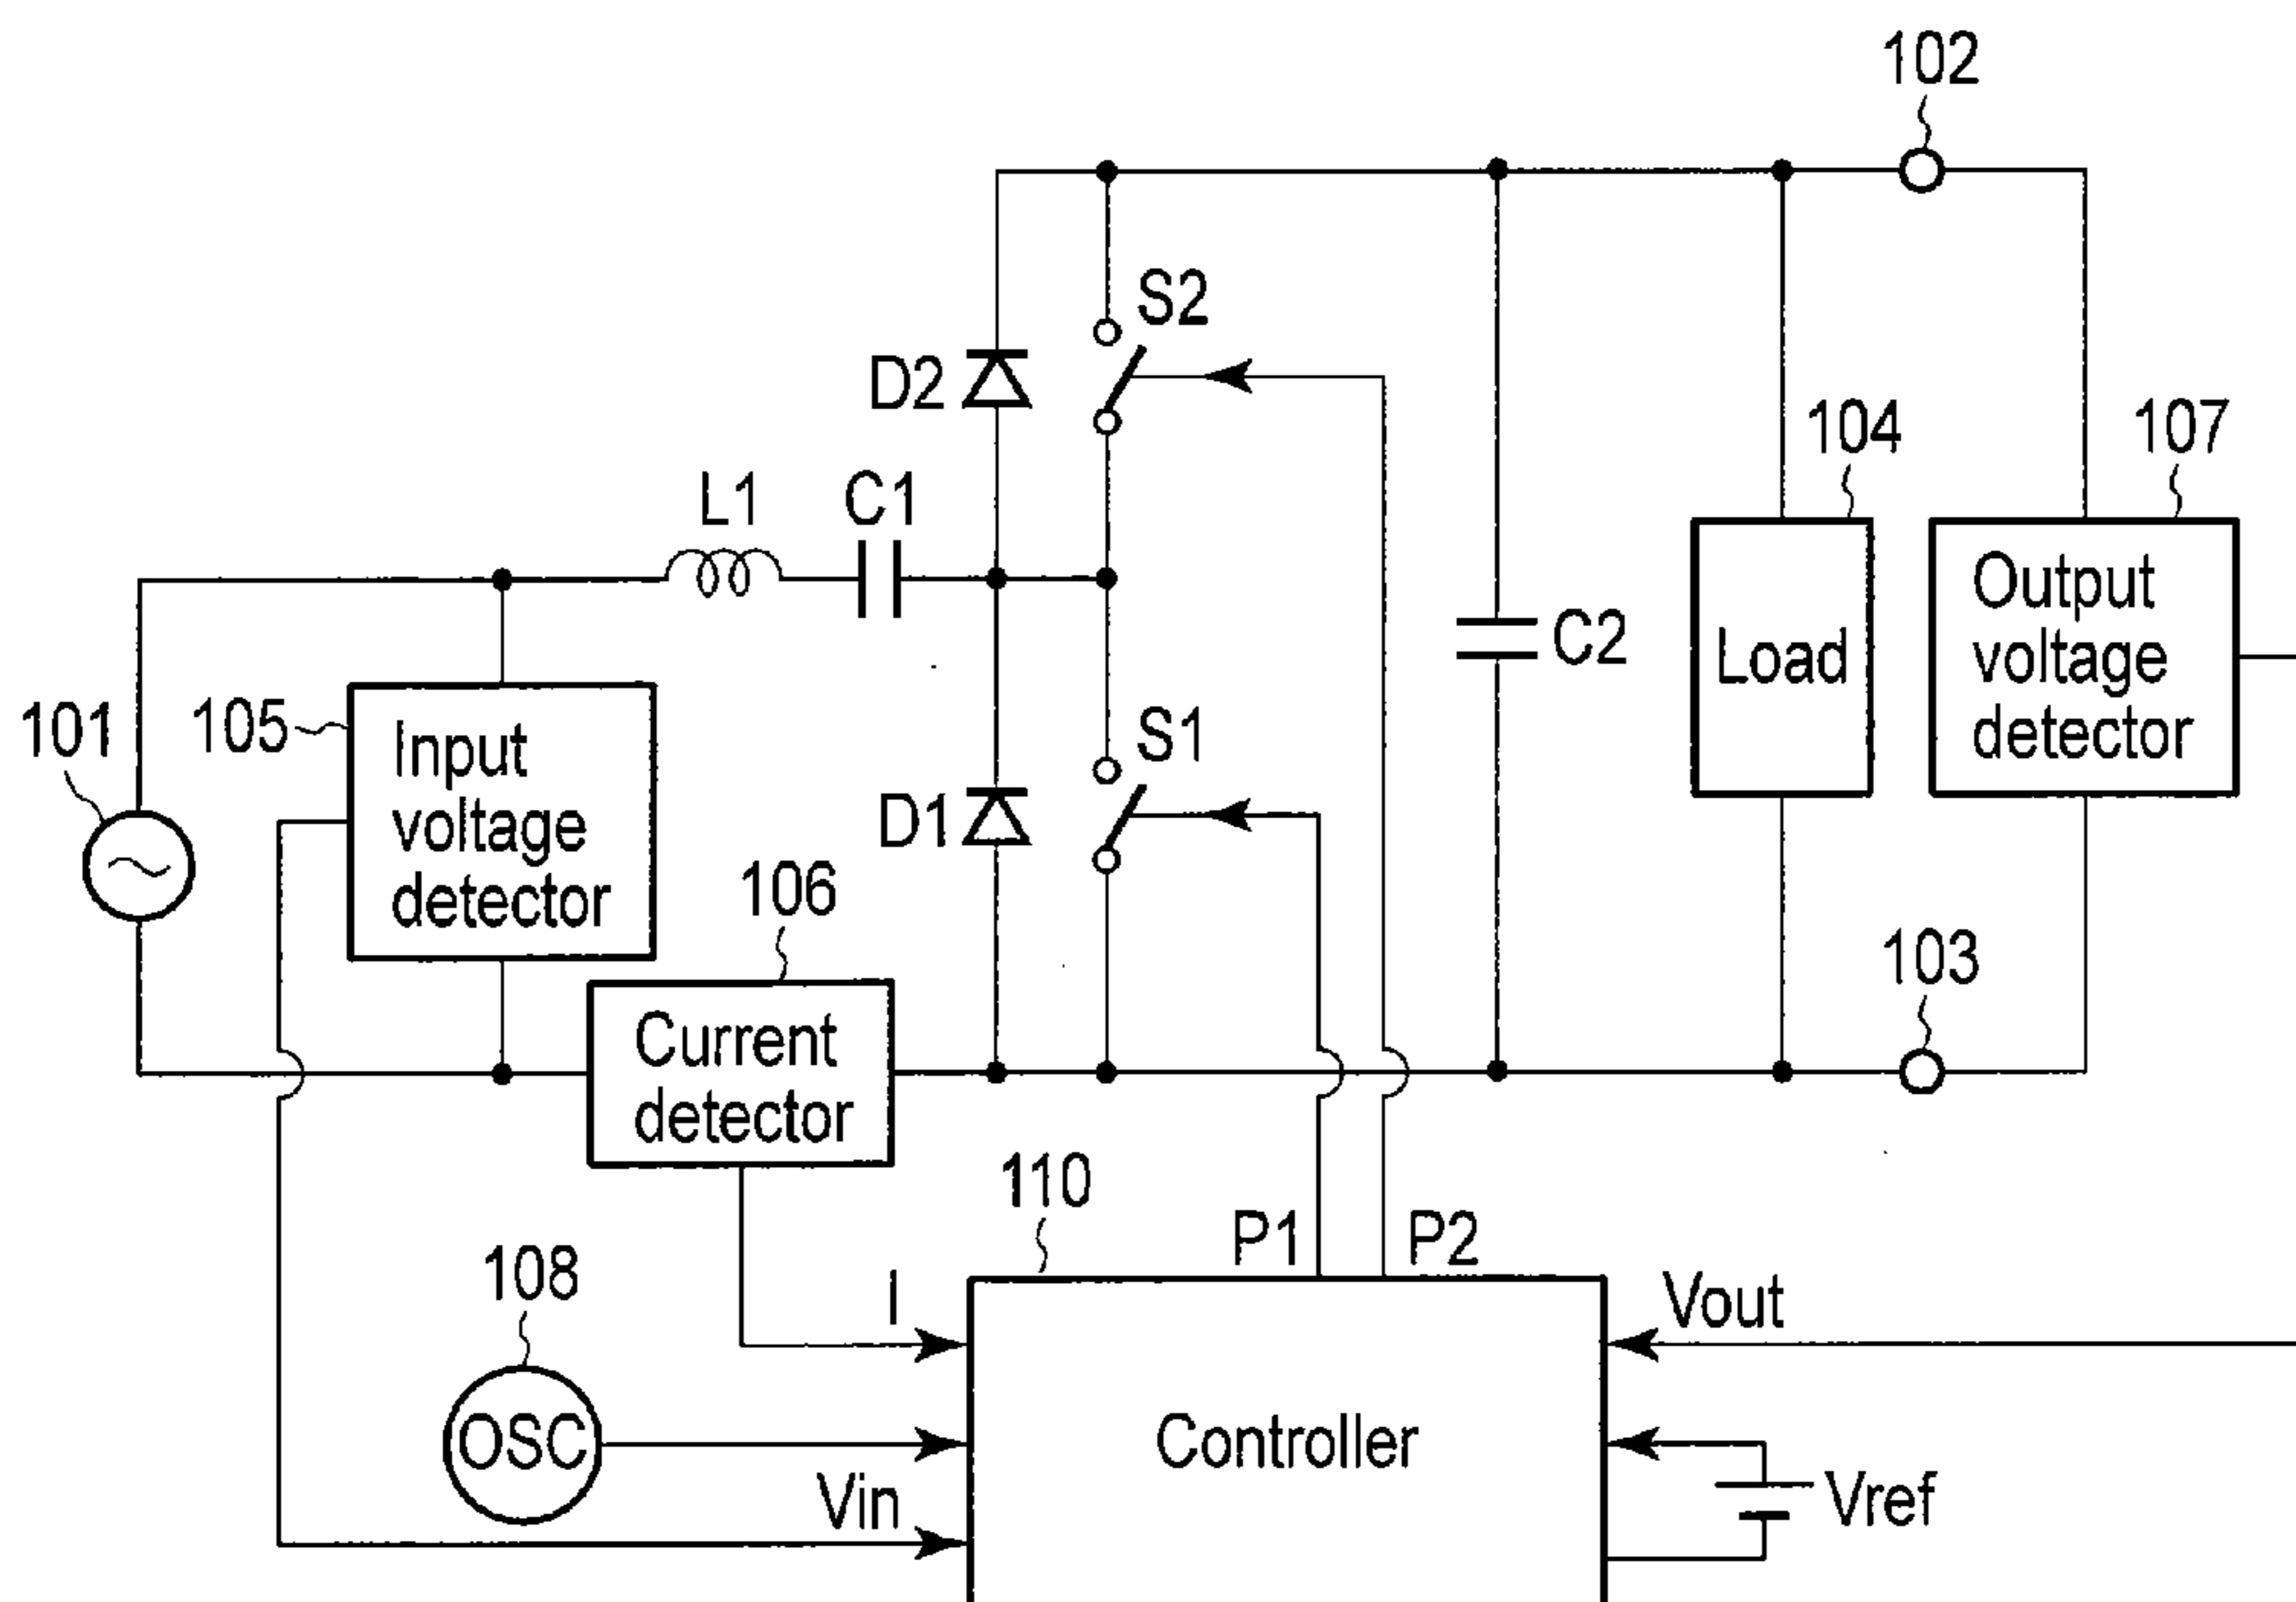 102
S2
D2
104
107
L1
C1
Output
voltage
detector
C2
Load
101
105
Input
voltage
detector
S1
D1
106
103
Current
detector
110
P1
P2
108
I
Vout
OSC
Controller
Vin
Vref